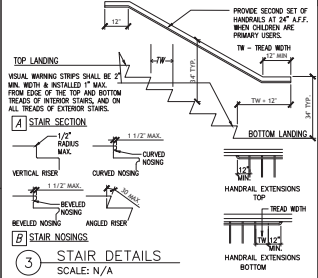 12"
PROVIDE SECOND SET OF
HANDRAILS AT 24" A.F.F.
WHEN CHILDREN ARE
PRIMARY USERS.
TW - TREAD WIDTH
12" MIN
TOP LANDING
TW
34" TYP.
34" TYP.
VISUAL WARNING STRIPS SHALL BE 2"
MIN. WIDTH & INSTALLED 1" MAX.
FROM EDGE OF THE TOP AND BOTTOM
TREADS OF INTERIOR STAIRS, AND ON
ALL TREADS OF EXTERIOR STAIRS.
TW + 12"
BOTTOM LANDING
A STAIR SECTION
1/2"
RADIUS
MAX.
VERTICAL RISER
1 1/2" MAX.
CURVED
NOSING
CURVED NOSING
12"
MIN.
HANDRAIL EXTENSIONS
TOP
1 1/2" MAX.
BEVELED
NOSING
BEVELED NOSING
30 MAX.
ANGLED RISER
TREAD WIDTH
TW 12"
MIN.
HANDRAIL EXTENSIONS
BOTTOM
B STAIR NOSINGS
3 STAIR DETAILS
SCALE: N/A